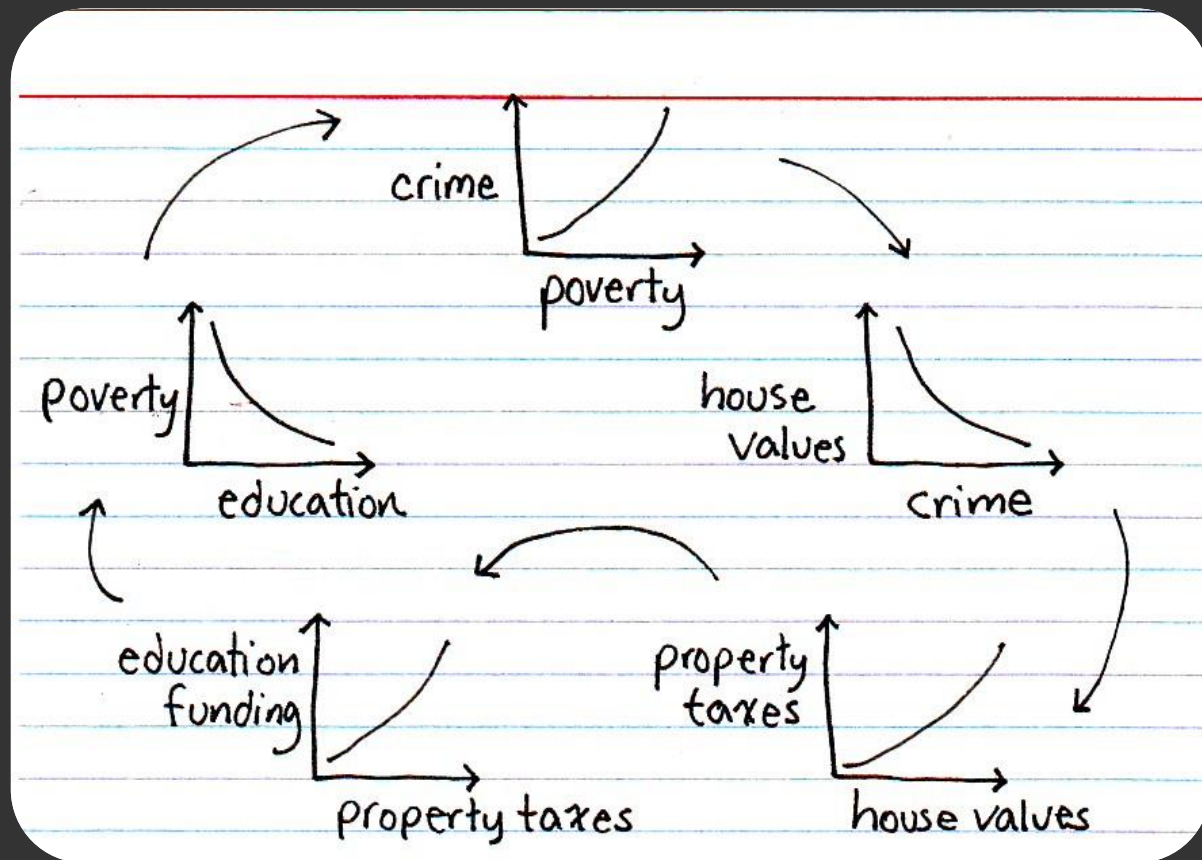 crime
poverty
poverty
education
house
values
crime
education
funding
property taxes
property
taxes
house values